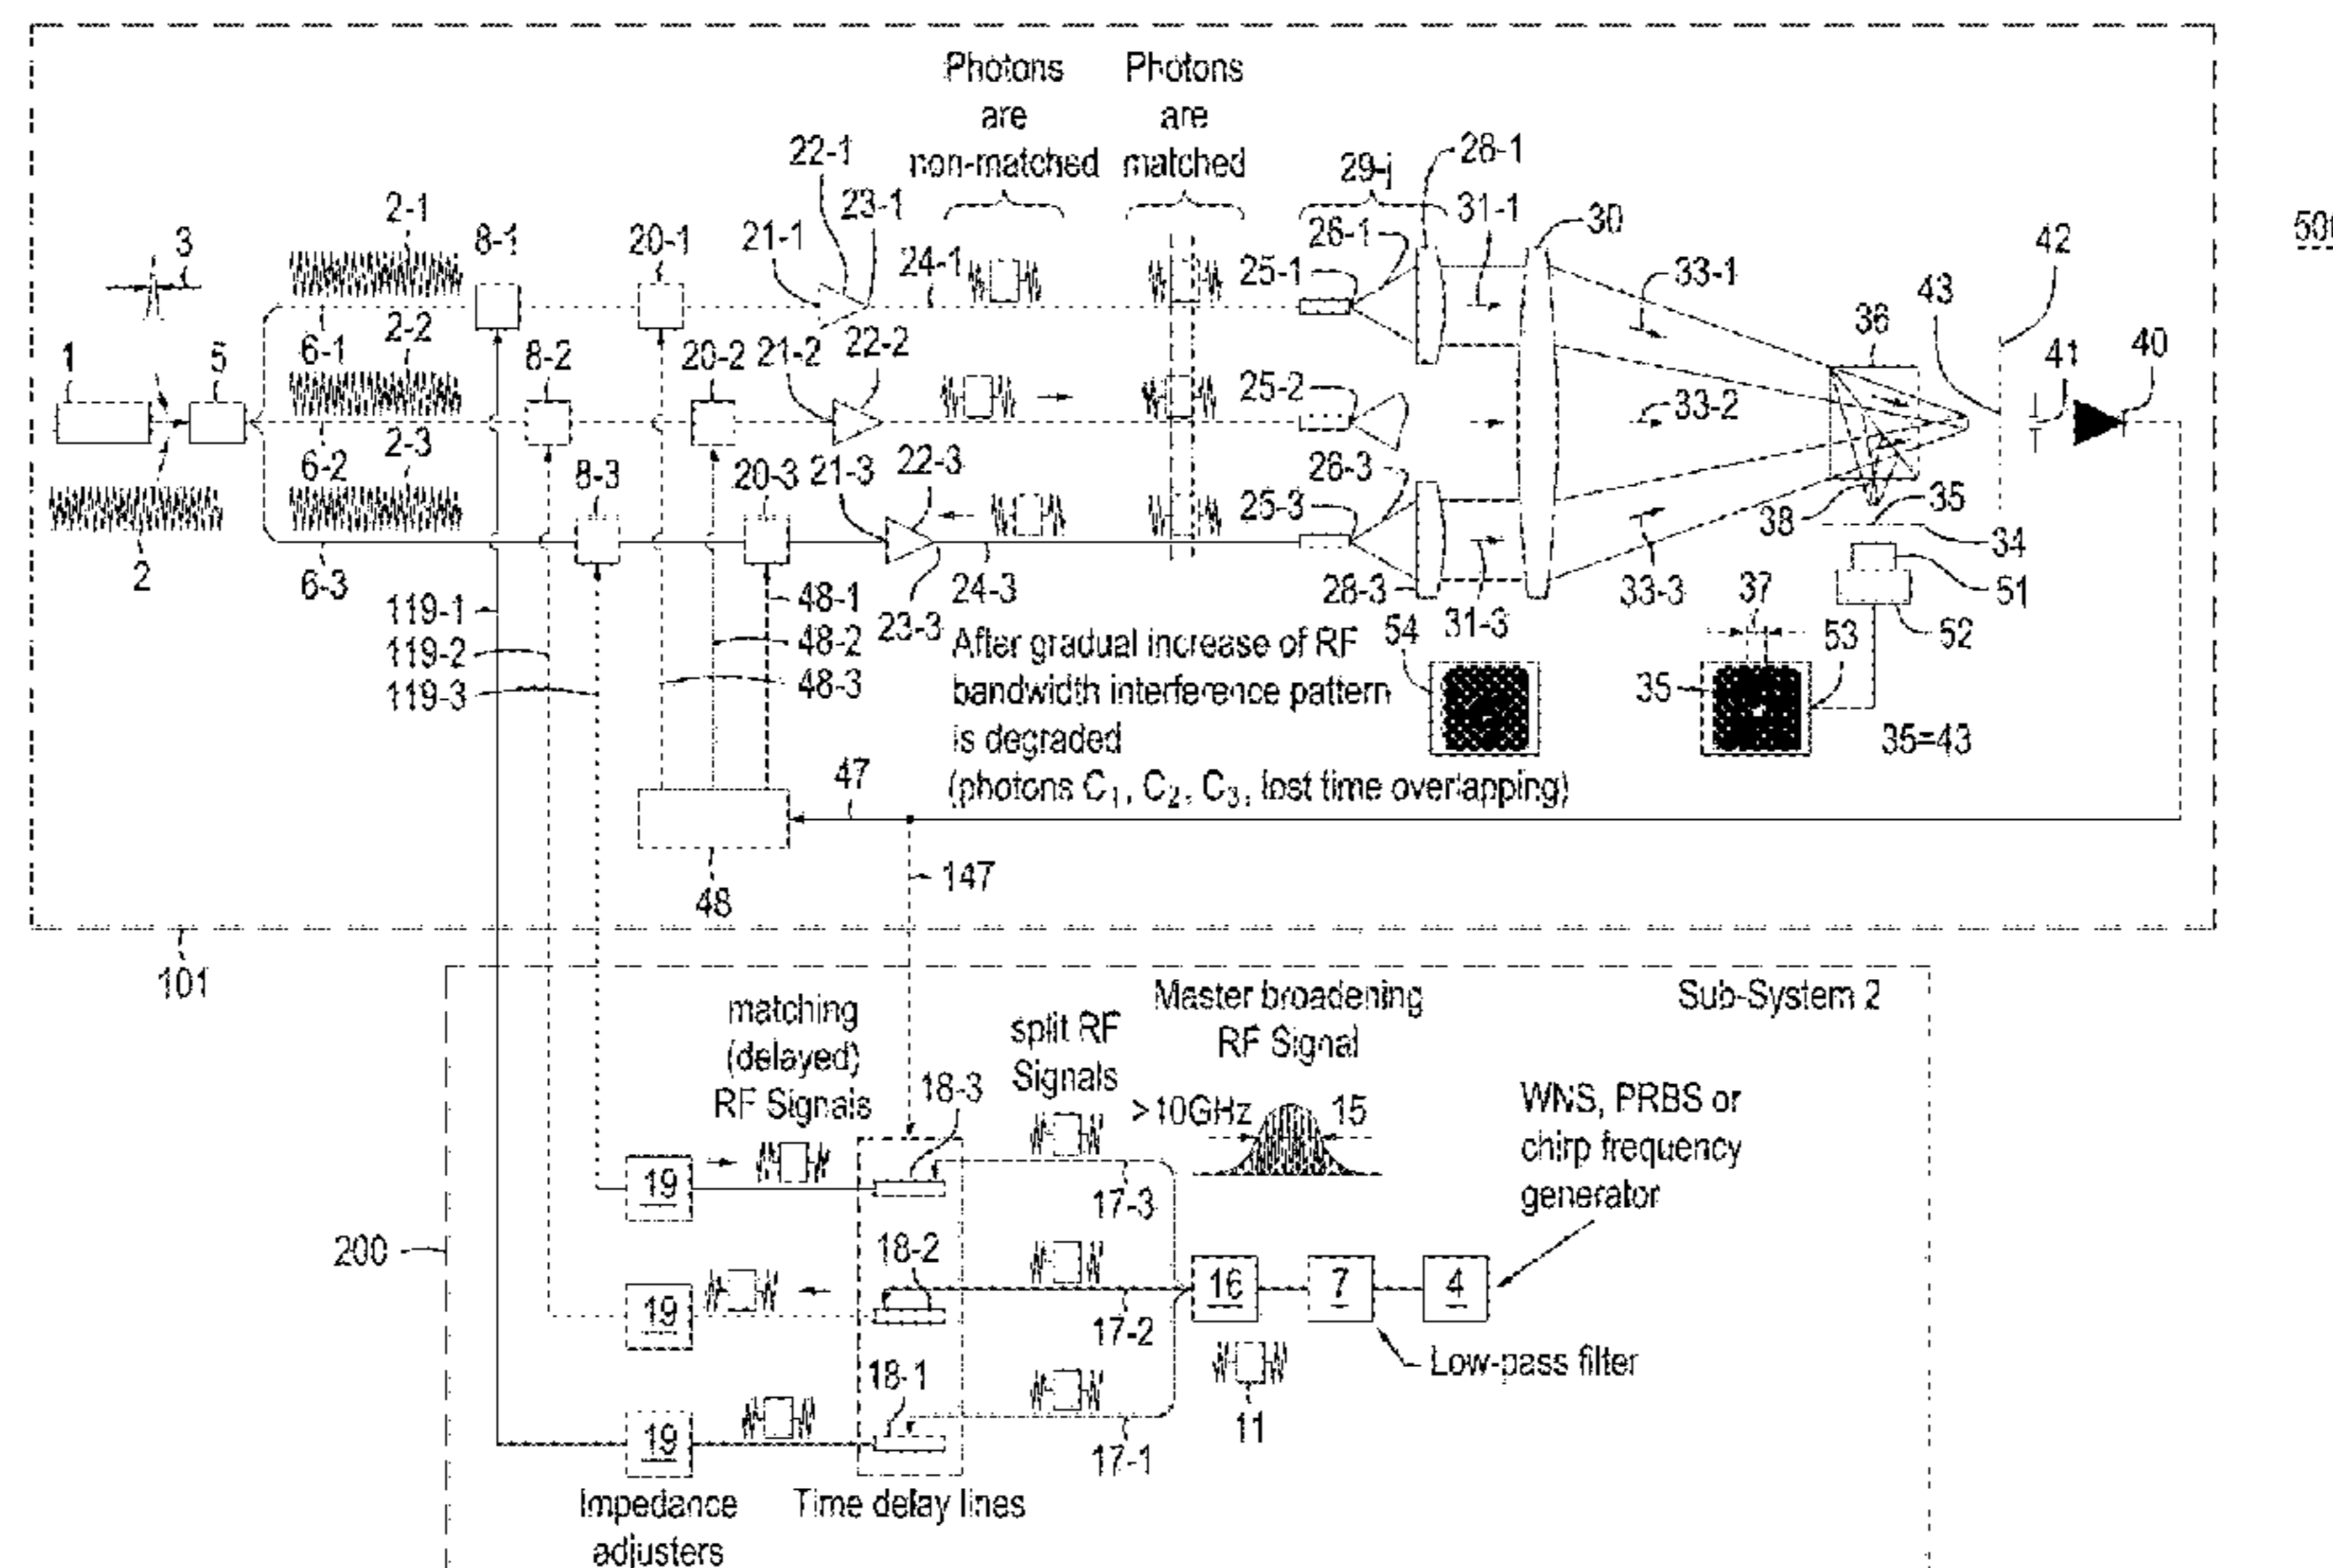 Photons
are
non-matched
Photons
are
matched
22-1
29-j
28-1
2-1
8-1
20-1
21-1
23-1
24-1
26-1
31-1
30
3
25-1
33-1
42
43
1
5
6-1
2-2
8-2
20-2
21-2
22-2
25-2
33-2
36
41
40
6-2
2-3
8-3
20-3
21-3
22-3
26-3
25-3
38
35
34
2
6-3
24-3
28-3
33-3
37
51
119-1
48-1
23-3
54
31-3
53
52
119-2
48-2
After gradual increase of RF
119-3
48-3
bandwidth interference pattern
35
is degraded
35=43
47
(photons C1, C2, C3, lost time overlapping)
48
147
101
Sub-System 2
matching
(delayed)
RF Signals
split RF
Signals
Master broadening
RF Signal
18-3
>10GHz
15
WNS, PRBS or
chirp frequency
generator
19
17-3
200
18-2
19
17-2
16
7
4
Low-pass filter
18-1
11
19
17-1
Impedance
adjusters
Time delay lines